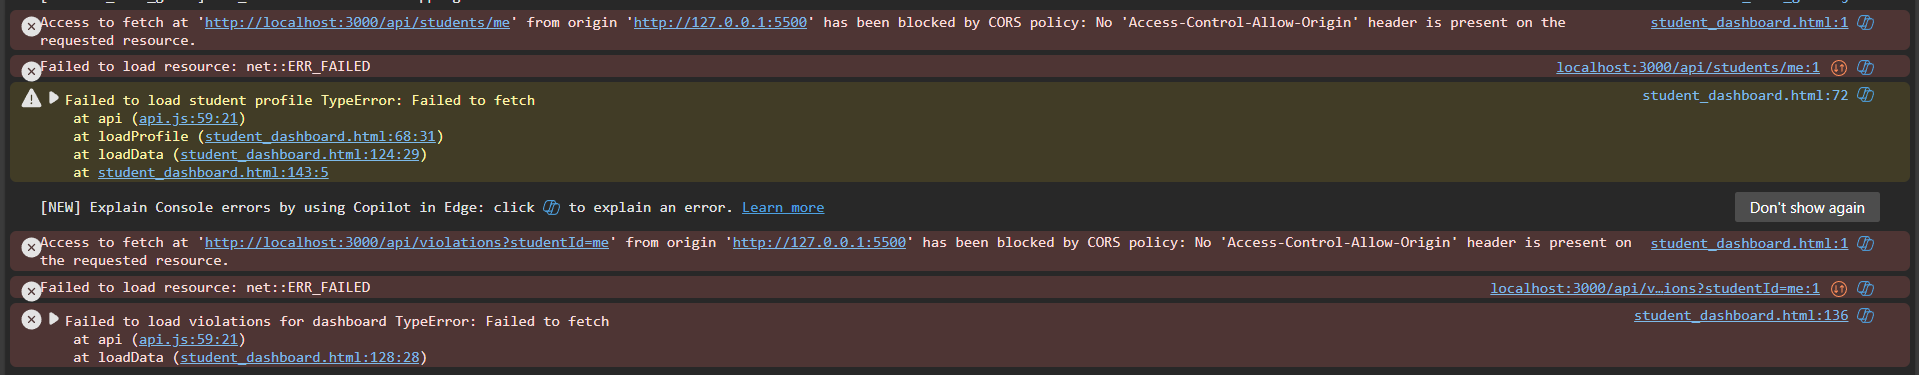 Access to fetch at 'http://localhost:3000/api/students/me' from origin 'http://127.0.0.1:5500' has been blocked by CORS policy: No 'Access-Control-Allow-Origin' header is present on the student_dashboard.html:1
requested resource.
Failed to load resource: net::ERR_FAILED localhost:3000/api/students/me:1
Failed to load student profile TypeError: Failed to fetch student_dashboard.html:72
at api (api.js:59:21)
at loadProfile (student_dashboard.html:68:31)
at loadData (student_dashboard.html:124:29)
at student_dashboard.html:143:5
[NEW] Explain Console errors by using Copilot in Edge: click to explain an error. Learn more Don't show again
Access to fetch at 'http://localhost:3000/api/violations?studentId=me' from origin 'http://127.0.0.1:5500' has been blocked by CORS policy: No 'Access-Control-Allow-Origin' header is present on student_dashboard.html:1
the requested resource.
Failed to load resource: net::ERR_FAILED localhost:3000/api/v…ions?studentId=me:1
Failed to load violations for dashboard TypeError: Failed to fetch student_dashboard.html:136
at api (api.js:59:21)
at loadData (student_dashboard.html:128:28)